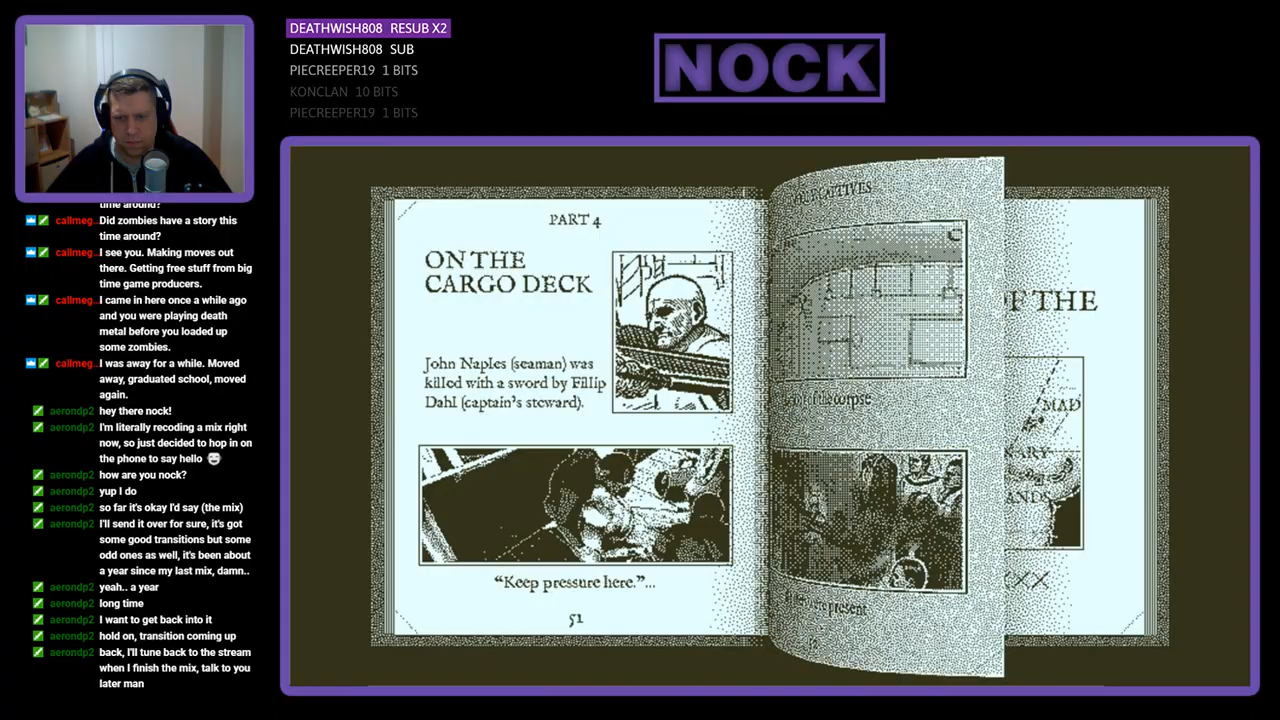 DEATHWISH808 RESUB X2
DEATHWISH808 SUB
PIECREEPER19 1 BITS
KONCLAN 10 BITS
PIECREEPER19 1 BITS
NOCK
time around?
callmeg... Did zombies have a story this
time around?
callmeg... I see you. Making moves out
there. Getting free stuff from big
time game producers.
callmeg... I came in here once a while ago
and you were playing death
metal before you loaded up
some zombies.
callmeg... I was away for a while. Moved
away, graduated school, moved
again.
aerondp2 hey there nock!
aerondp2 I'm literally recoding a mix right
now, so just decided to hop in on
the phone to say hello
aerondp2 how are you nock?
aerondp2 yup I do
aerondp2 so far it's okay I'd say (the mix)
aerondp2 I'll send it over for sure, it's got
some good transitions but some
odd ones as well, it's been about
a year since my last mix, damn..
aerondp2 yeah.. a year
aerondp2 long time
aerondp2 I want to get back into it
aerondp2 hold on, transition coming up
aerondp2 back, I'll tune back to the stream
when I finish the mix, talk to you
later man
PART 4
ON THE
CARGO DECK
John Naples (seaman) was
killed with a sword by Fillip
Dahl (captain's steward).
"Keep pressure here."...
51
of the corpse
present
OF THE
MAD
XX